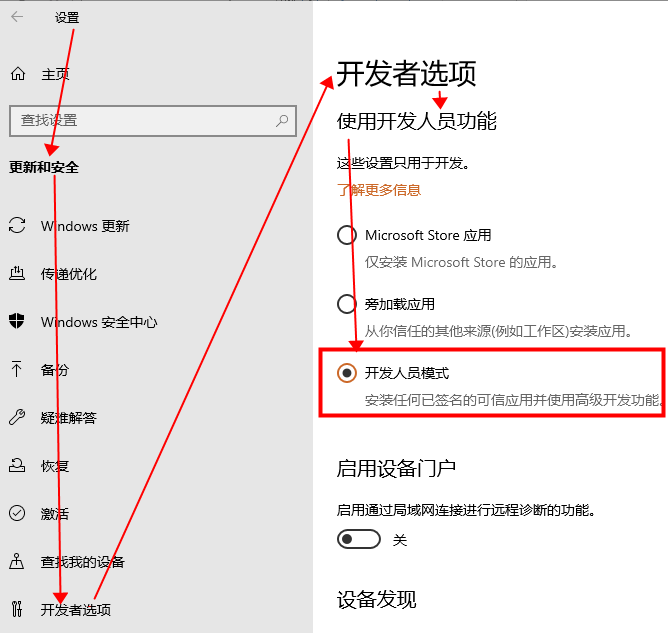 设置
主页
查找设置
更新和安全
Windows 更新
传递优化
Windows 安全中心
备份
疑难解答
恢复
激活
查找我的设备
开发者选项
开发者选项
使用开发人员功能
这些设置只用于开发。
了解更多信息
Microsoft Store 应用
仅安装 Microsoft Store 的应用。
旁加载应用
从你信任的其他来源(例如工作区)安装应用。
开发人员模式
安装任何已签名的可信应用并使用高级开发功能。
启用设备门户
启用通过局域网连接进行远程诊断的功能。
关
设备发现